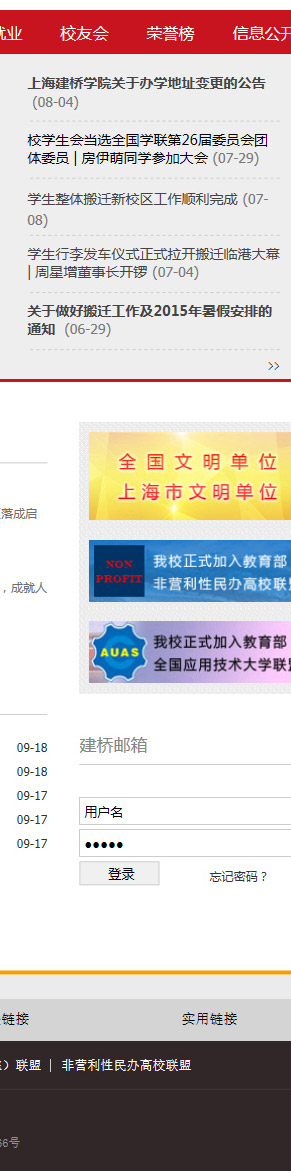 就业 校友会 荣誉榜 信息公开
上海建桥学院关于办学地址变更的公告
(08-04)
校学生会当选全国学联第26届委员会团
体委员 | 房伊萌同学参加大会 (07-29)
学生整体搬迁新校区工作顺利完成 (07-
08)
学生行李发车仪式正式拉开搬迁临港大幕
| 周星增董事长开锣 (07-04)
关于做好搬迁工作及2015年暑假安排的
通知 (06-29)
>>
全国文明单位
上海市文明单位
落成启
NON
PROFIT
我校正式加入教育部
非营利性民办高校联盟
，成就人
AUAS
我校正式加入教育部
全国应用技术大学联盟
建桥邮箱
09-18
09-18
09-17
09-17
09-17
用户名
●●●●●
登录 忘记密码？
链接 实用链接
）联盟 | 非营利性民办高校联盟
66号